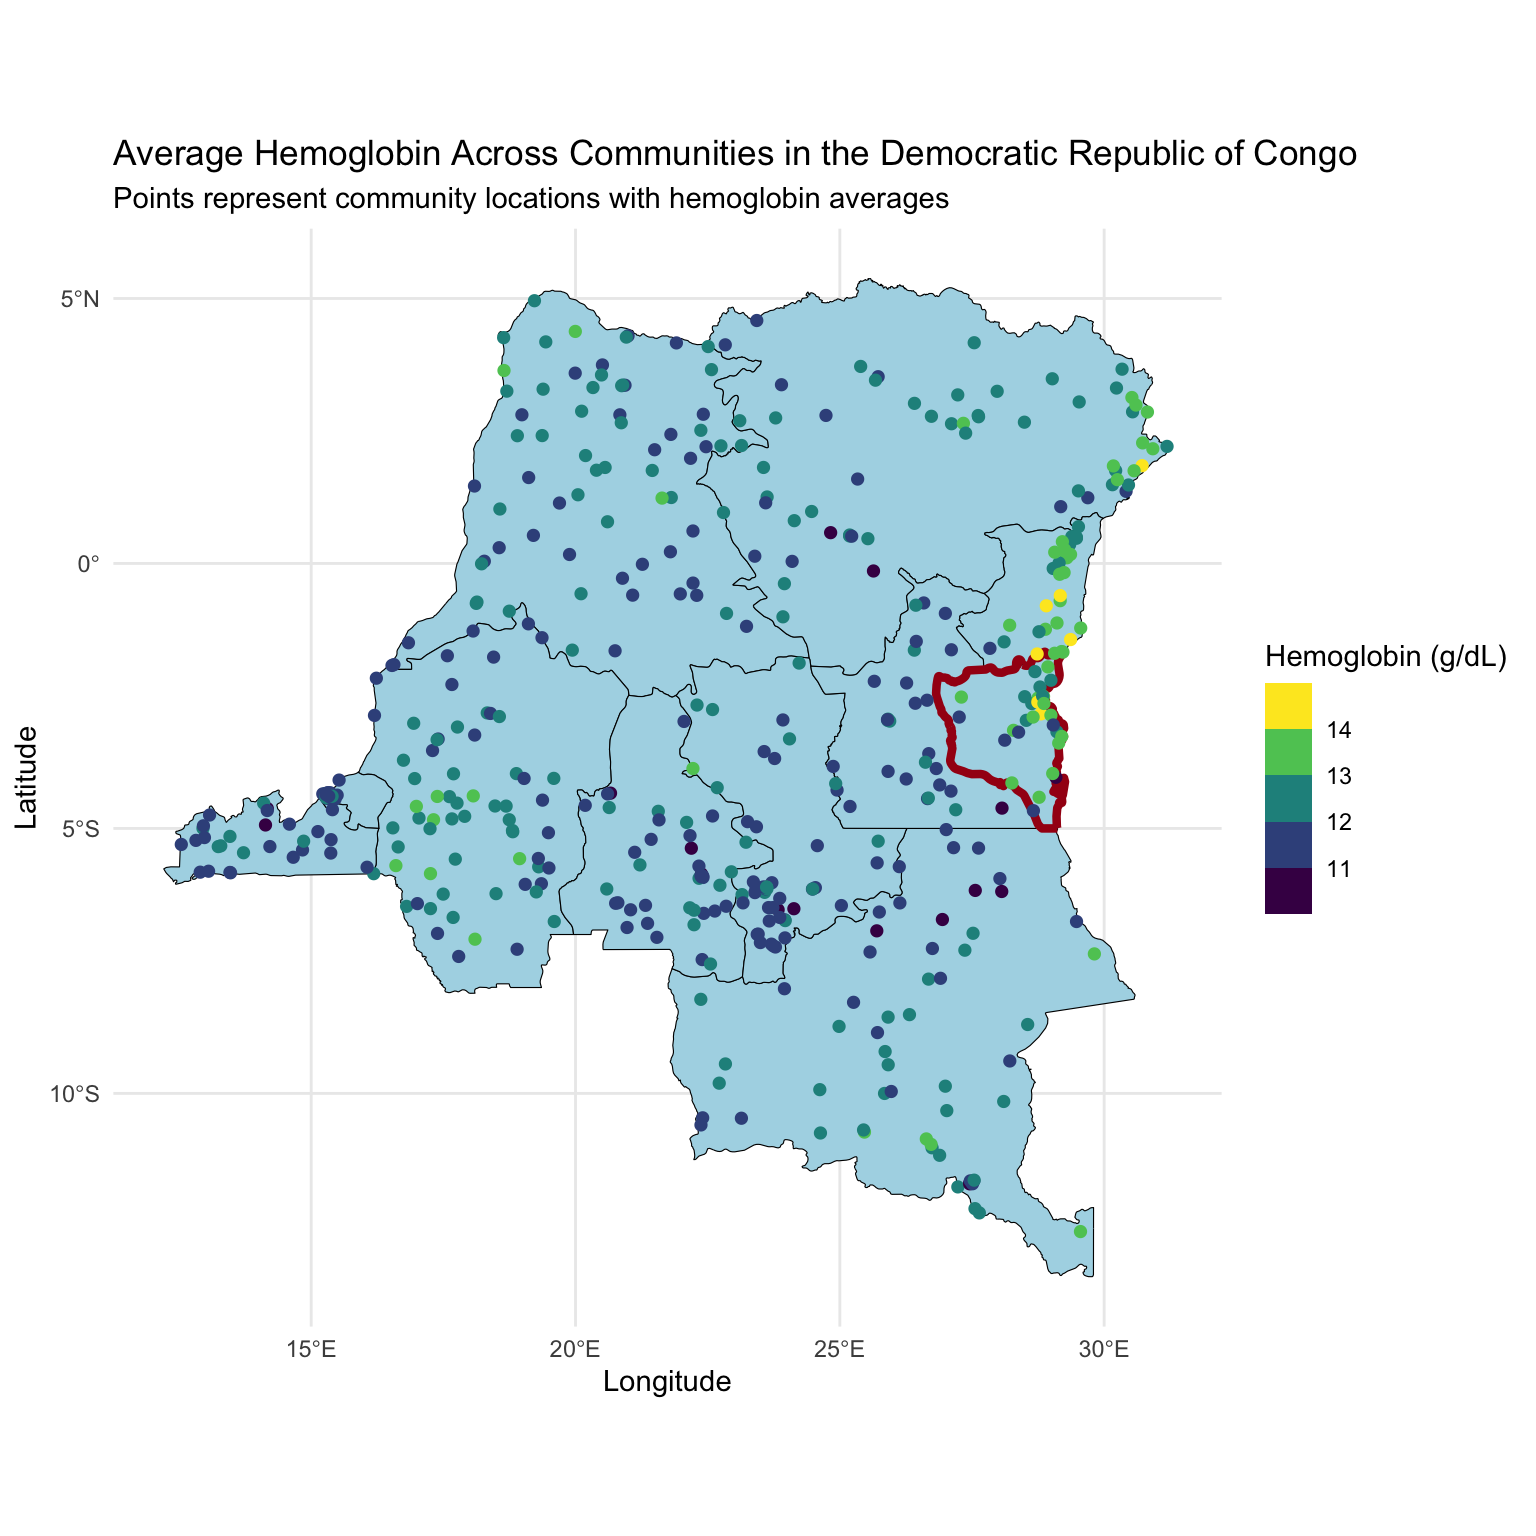 Average Hemoglobin Across Communities in the Democratic Republic of Congo
Points represent community locations with hemoglobin averages
5°N
0°
5°S
10°S
Latitude
15°E
20°E
25°E
30°E
Longitude
Hemoglobin (g/dL)
14
13
12
11